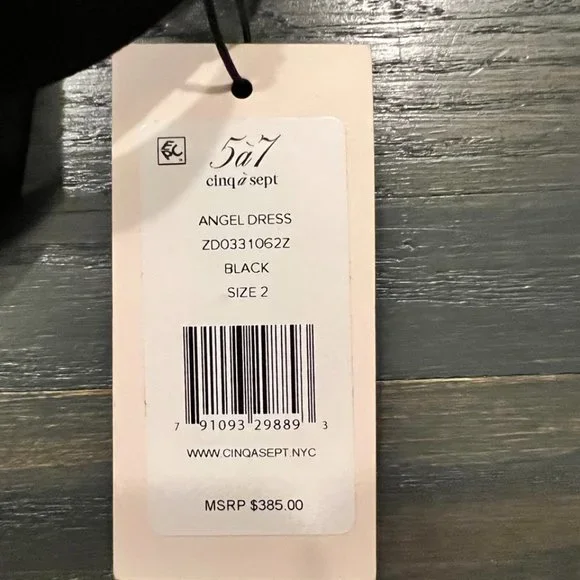 5à7
cinq à sept
ANGEL DRESS
ZD0331062Z
BLACK
SIZE 2
7 91093 29889 3
WWW.CINQASEPT.NYC
MSRP $385.00